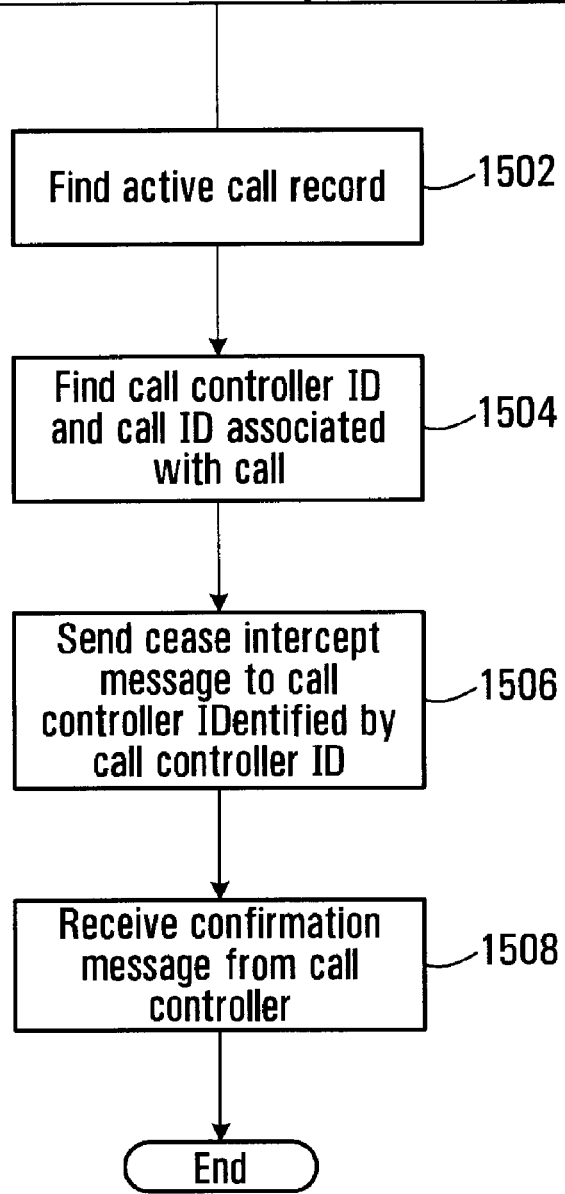 Find active call record
1502
Find call controller ID
and call ID associated
with call
1504
Send cease intercept
message to call
controller IDentified by
call controller ID
1506
Receive confirmation
message from call
controller
1508
End